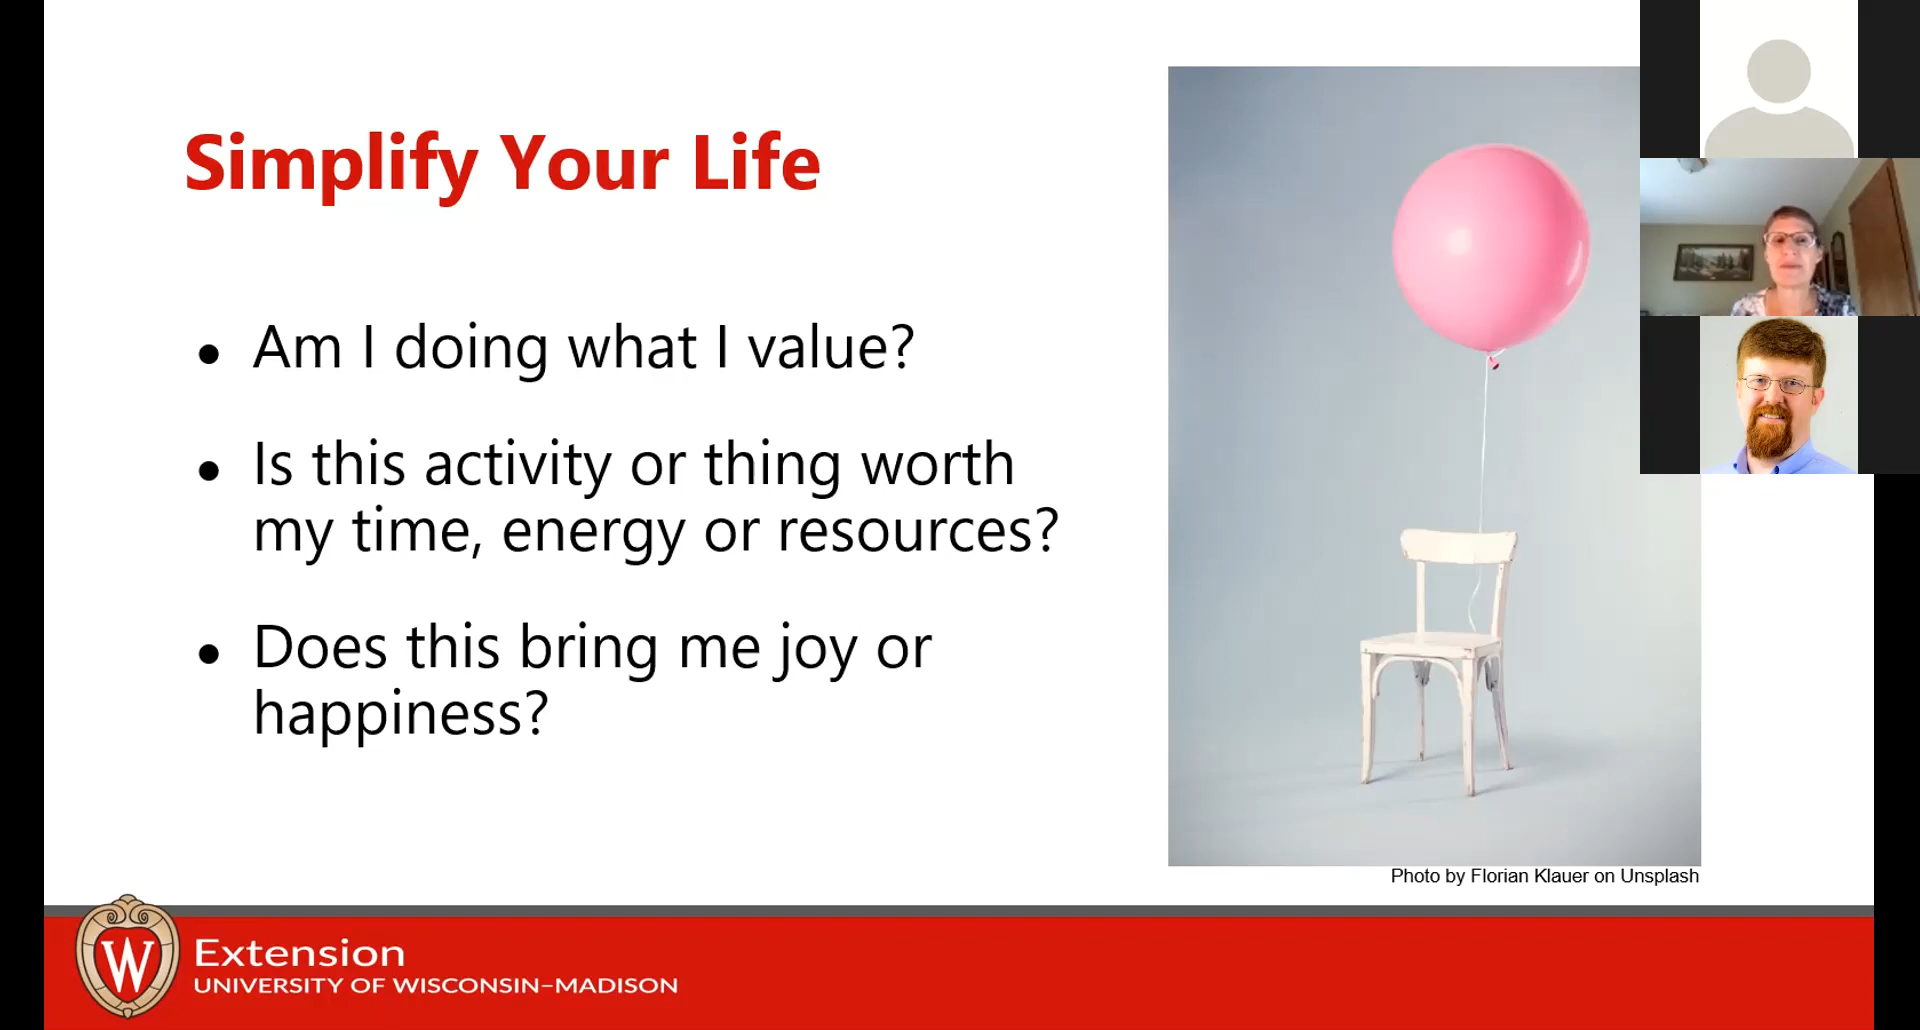 Simplify Your Life
● Am I doing what I value?
● Is this activity or thing worth
my time, energy or resources?
● Does this bring me joy or
happiness?
Photo by Florian Klauer on Unsplash
W
Extension
UNIVERSITY OF WISCONSIN–MADISON